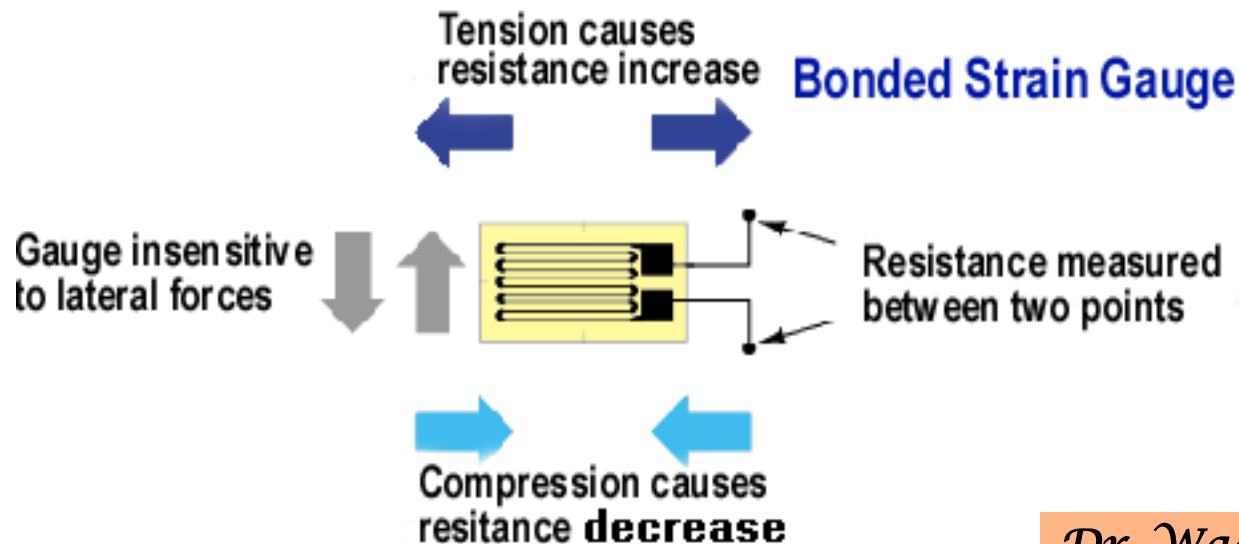 Tension causes
resistance increase
Bonded Strain Gauge
Gauge insensitive
to lateral forces
Resistance measured
between two points
Compression causes
resitance decrease
Dr.